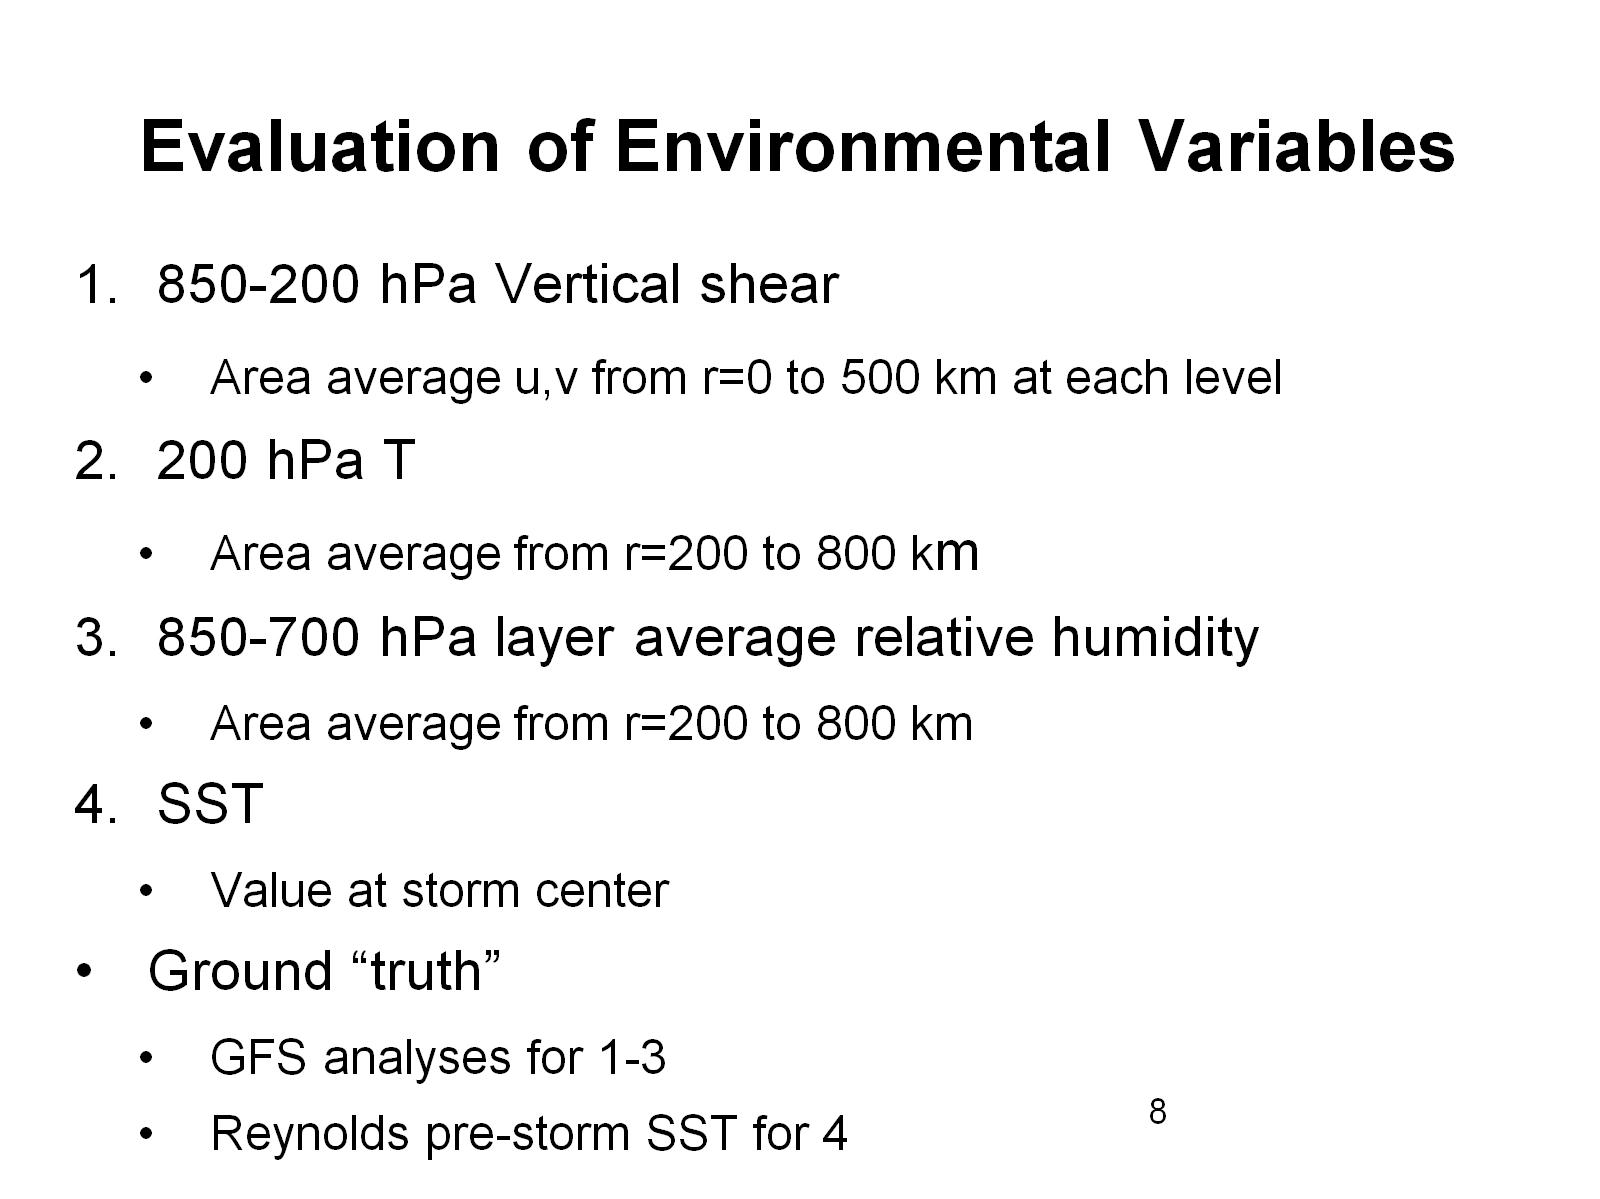 Evaluation of Environmental Variables
1. 850-200 hPa Vertical shear
• Area average u,v from r=0 to 500 km at each level
2. 200 hPa T
• Area average from r=200 to 800 km
3. 850-700 hPa layer average relative humidity
• Area average from r=200 to 800 km
4. SST
• Value at storm center
• Ground “truth”
• GFS analyses for 1-3
• Reynolds pre-storm SST for 4
8